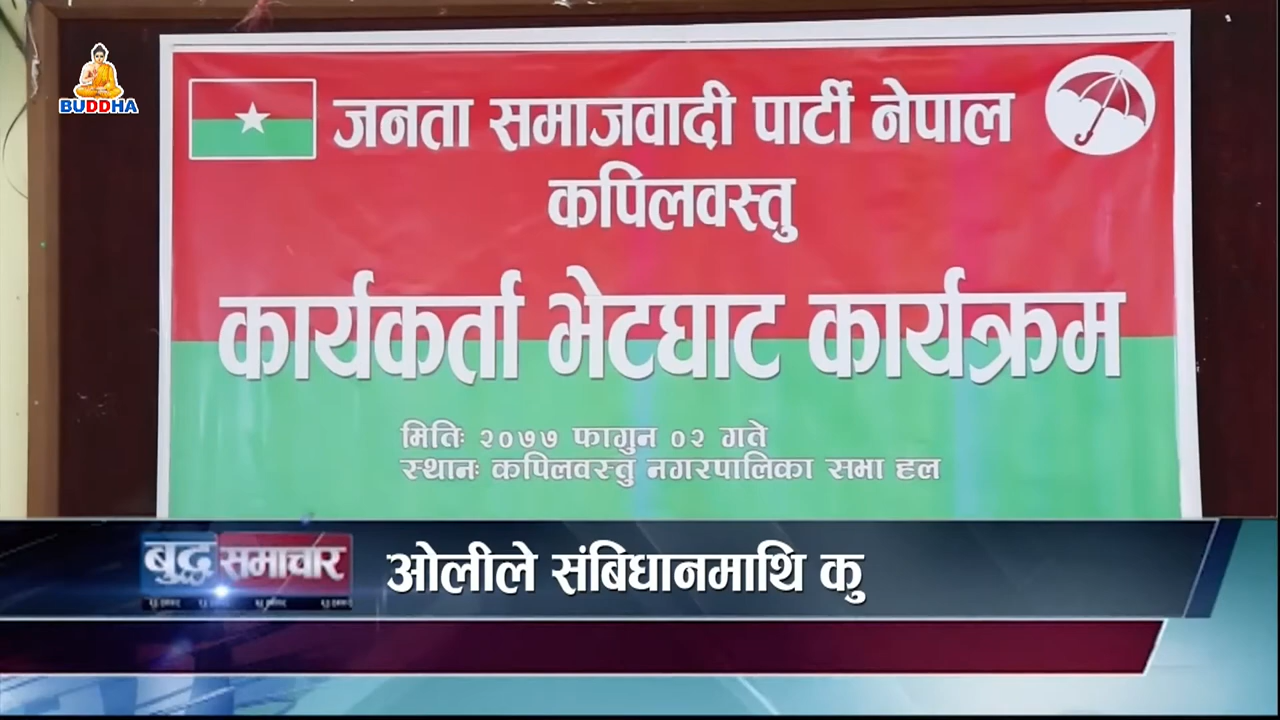 BUDDHA
जनता समाजवादी पार्टी नेपाल
कपिलवस्तु
कार्यकर्ता भेटघाट कार्यक्रम
मितिः २०७७ फागुन ०२ गते
स्थानः कपिलवस्तु नगरपालिका सभा हल
बुद्ध समाचार
ओलीले संबिधानमाथि कु